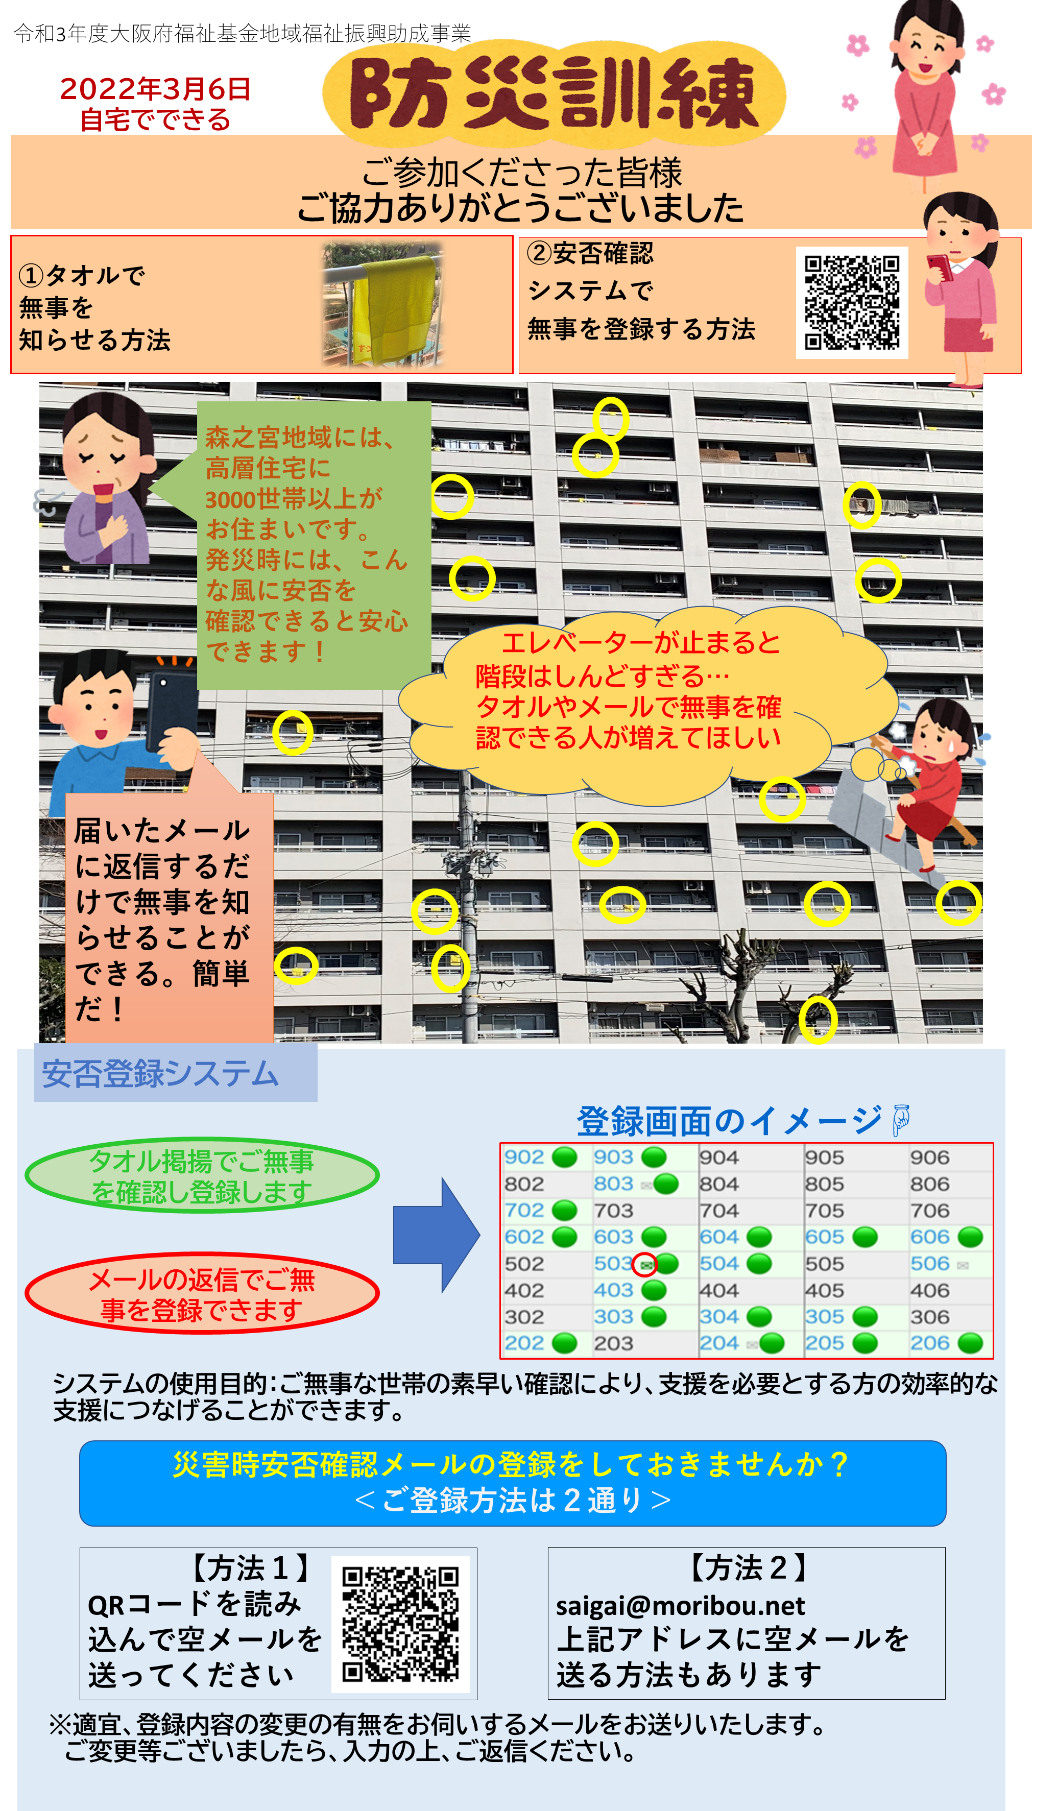 令和3年度大阪府福祉基金地域福祉振興助成事業
2022年3月6日
自宅でできる
防災訓練
ご参加くださった皆様
ご協力ありがとうございました
①タオルで
無事を
知らせる方法
②安否確認
システムで
無事を登録する方法
森之宮地域には、
高層住宅に
3000世帯以上が
お住まいです。
発災時には、こん
な風に安否を
確認できると安心
できます！
エレベーターが止まると
階段はしんどすぎる…
タオルやメールで無事を確
認できる人が増えてほしい
届いたメール
に返信するだ
けで無事を知
らせることが
できる。簡単
だ！
安否登録システム
登録画面のイメージ
タオル掲揚でご無事
を確認し登録します
メールの返信でご無
事を登録できます
902 903 904 905 906
802 803 804 805 806
702 703 704 705 706
602 603 604 605 606
502 503 504 505 506
402 403 404 405 406
302 303 304 305 306
202 203 204 205 206
システムの使用目的：ご無事な世帯の素早い確認により、支援を必要とする方の効率的な
支援につなげることができます。
災害時安否確認メールの登録をしておきませんか？
＜ご登録方法は２通り＞
【方法１】
QRコードを読み
込んで空メールを
送ってください
【方法２】
saigai@moribou.net
上記アドレスに空メールを
送る方法もあります
※適宜、登録内容の変更の有無をお伺いするメールをお送りいたします。
ご変更等ございましたら、入力の上、ご返信ください。